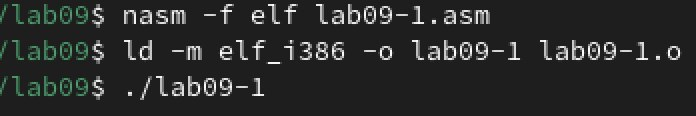 /lab09$ nasm -f elf lab09-1.asm
/lab09$ ld -m elf_i386 -o lab09-1 lab09-1.o
/lab09$ ./lab09-1